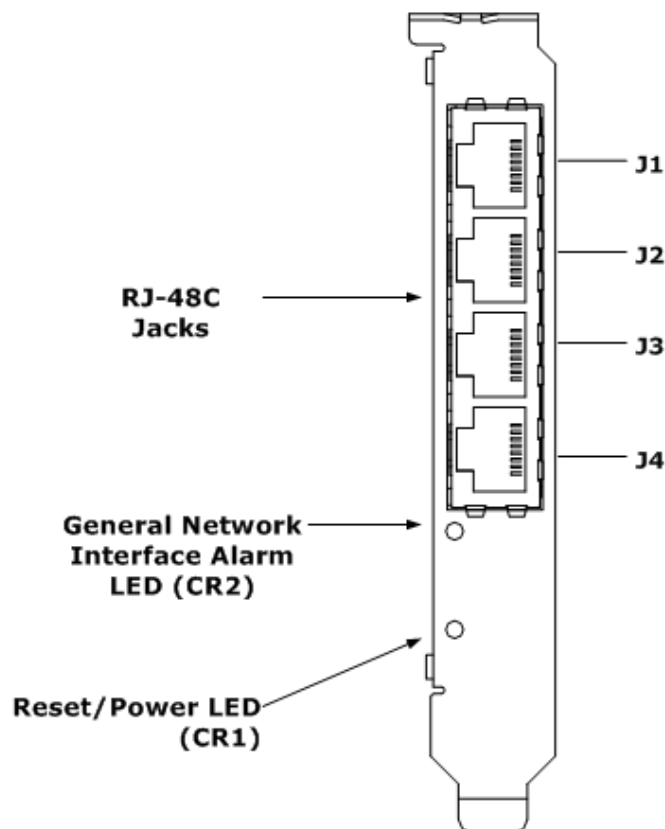 J1
J2
RJ-48C
Jacks
J3
J4
General Network
Interface Alarm
LED (CR2)
Reset/Power LED
(CR1)